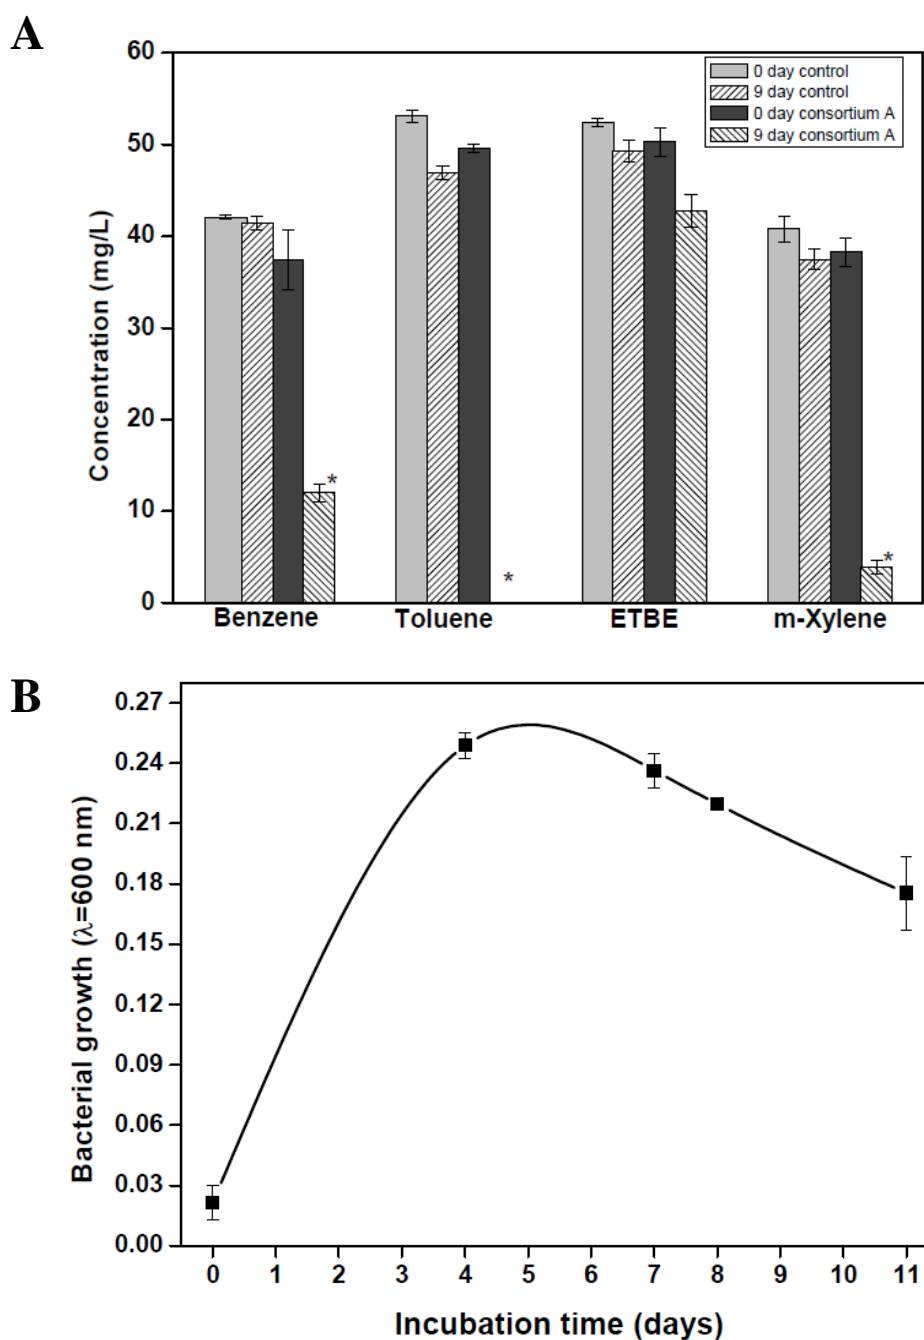 A
60
50
40
30
20
10
0
Concentration (mg/L)
0 day control
9 day control
0 day consortium A
9 day consortium A
*
*
*
Benzene Toluene ETBE m-Xylene
B
0.27
0.24
0.21
0.18
0.15
0.12
0.09
0.06
0.03
0.00
Bacterial growth (λ=600 nm)
0 1 2 3 4 5 6 7 8 9 10 11
Incubation time (days)